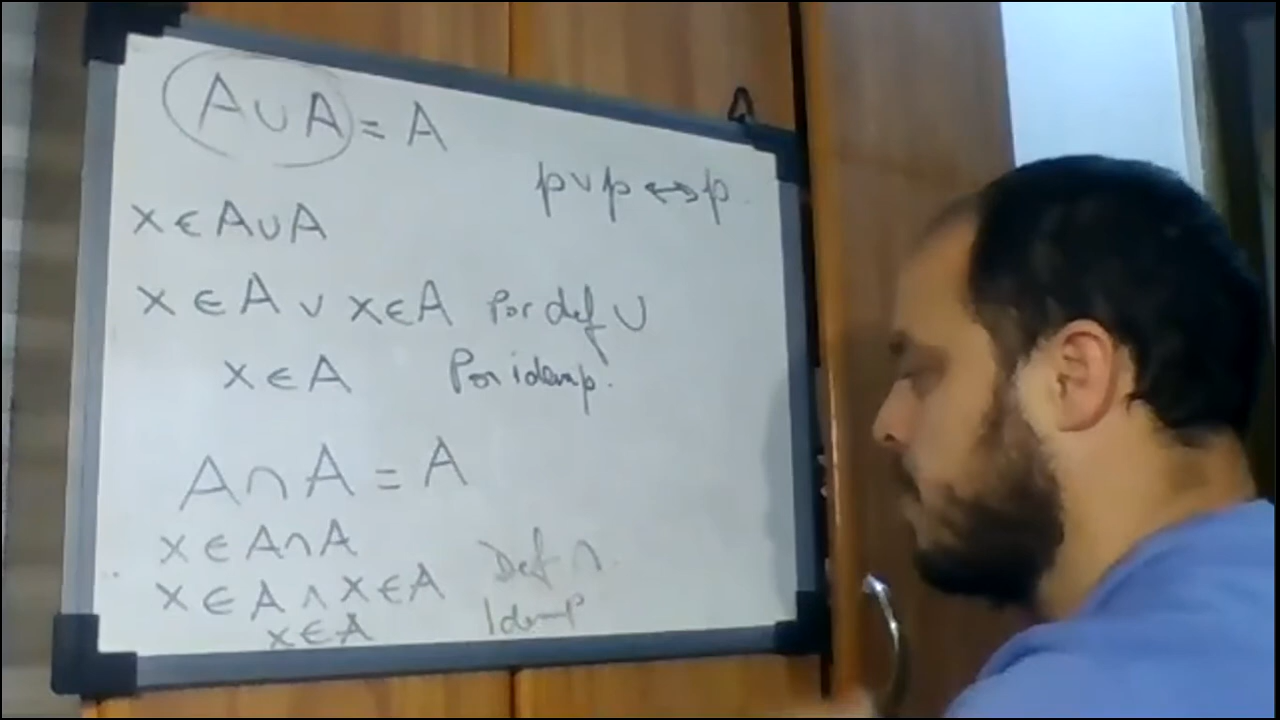 A∪A = A
p∨p ↔ p.
x∈A∪A
x∈A ∨ x∈A Por def ∪
x∈A Por idemp.
A∩A = A
x∈A∩A
x∈A ∧ x∈A Def ∩.
x∈A Idemp